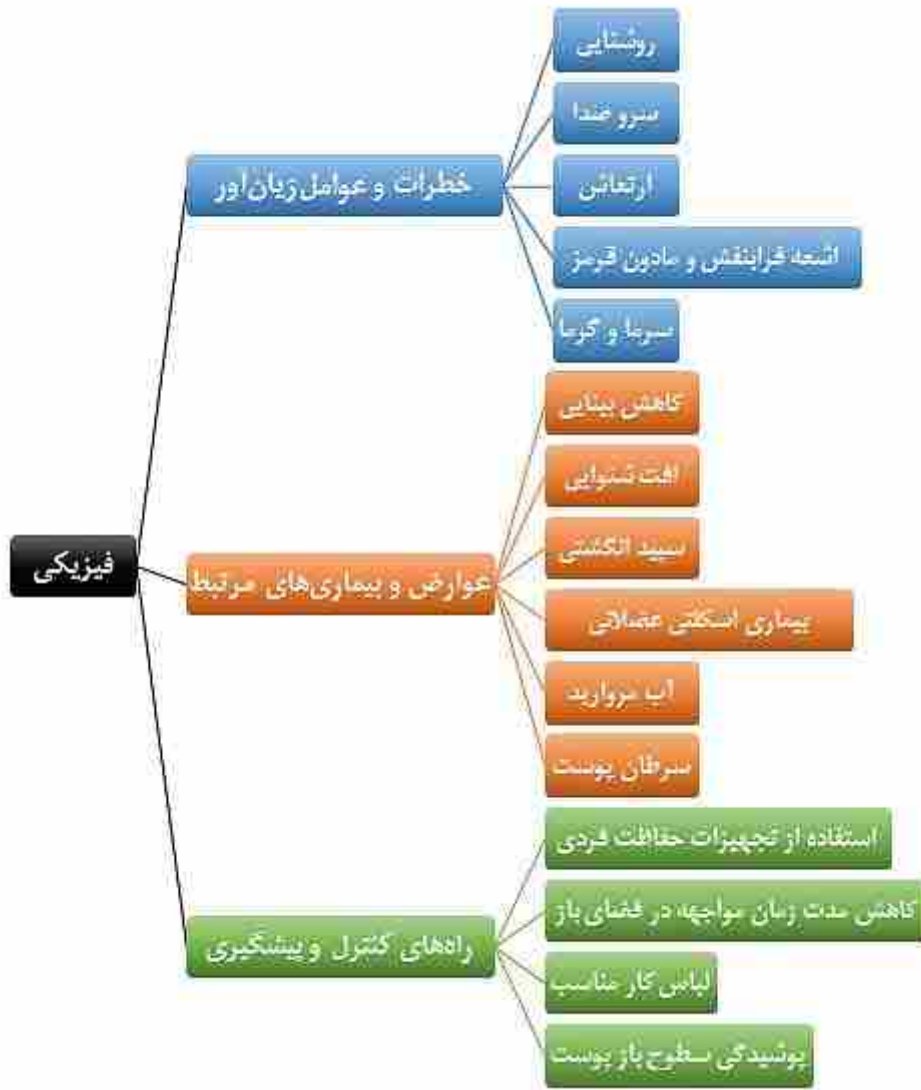 فیزیکی
خطرات و عوامل زیان‌آور
روشنایی
سرو صدا
ارتعاش
اشعه فرابنفش و مادون قرمز
سرما و گرما
عوارض و بیماری‌های مرتبط
کاهش بینایی
افت شنوایی
سپید انگشتی
بیماری اسکلتی عضلانی
آب مروارید
سرطان پوست
راه‌های کنترل و پیشگیری
استفاده از تجهیزات حفاظت فردی
کاهش مدت زمان مواجهه در فضای باز
لباس کار مناسب
پوشیدگی سطوح باز پوست